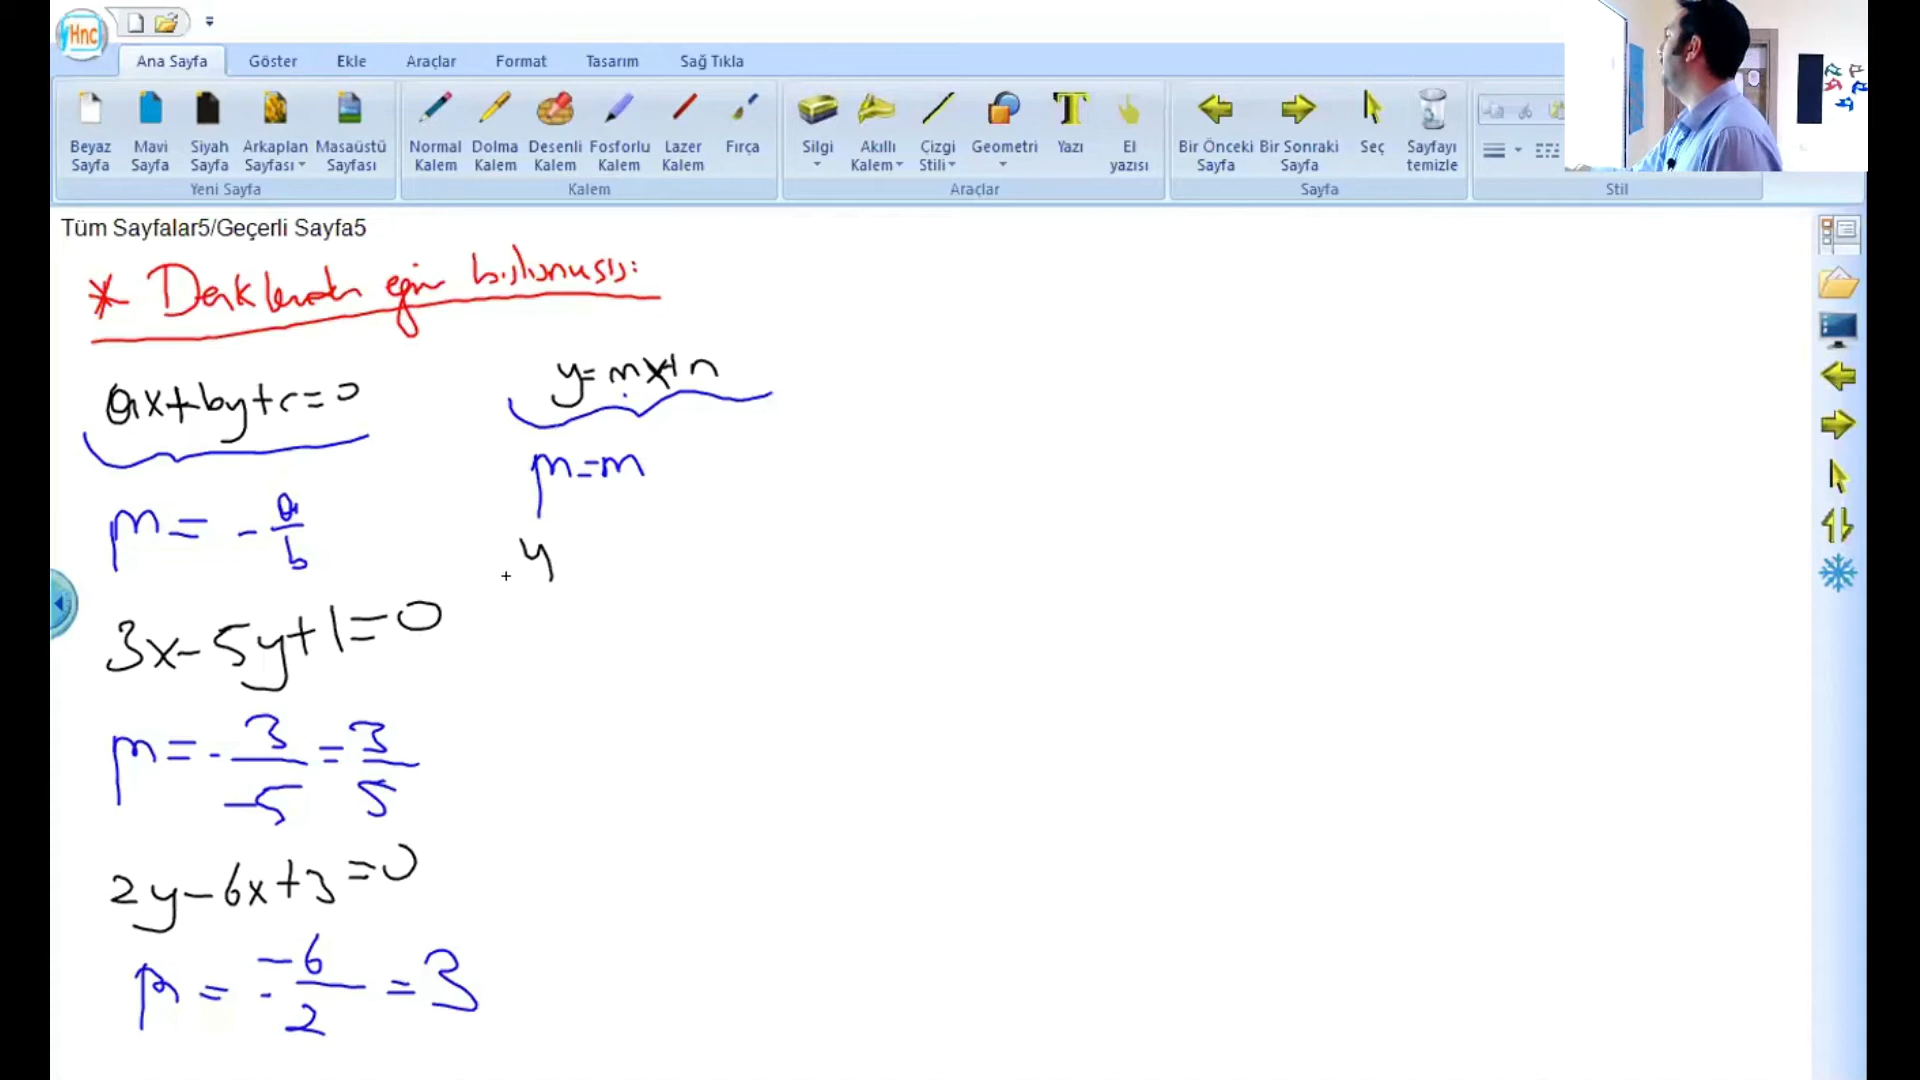 Hnc
Ana Sayfa Göster Ekle Araçlar Format Tasarım Sağ Tıkla
Beyaz Sayfa Mavi Sayfa Siyah Sayfa Arkaplan Sayfası Masaüstü Sayfası
Yeni Sayfa
Normal Kalem Dolma Kalem Desenli Kalem Fosforlu Kalem Lazer Kalem Fırça
Kalem
Silgi Akıllı Kalem Çizgi Stili Geometri Yazı El yazısı
Araçlar
Bir Önceki Sayfa Bir Sonraki Sayfa Seç Sayfayı temizle
Sayfa
Stil
Tüm Sayfalar5/Geçerli Sayfa5
* Denklemde eğim bulunuşu:
ax+by+c=0
m = -a/b
3x-5y+1=0
m = - 3/-5 = 3/5
2y-6x+3=0
m = - -6/2 = 3
y=mx+n
m=m
y